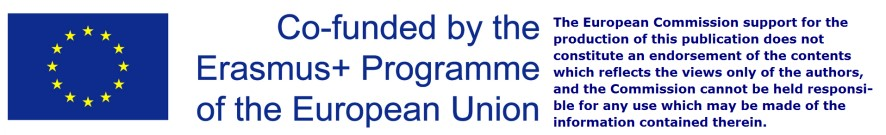 Co-funded by the
Erasmus+ Programme
of the European Union
The European Commission support for the
production of this publication does not
constitute an endorsement of the contents
which reflects the views only of the authors,
and the Commission cannot be held responsi-
ble for any use which may be made of the
information contained therein.